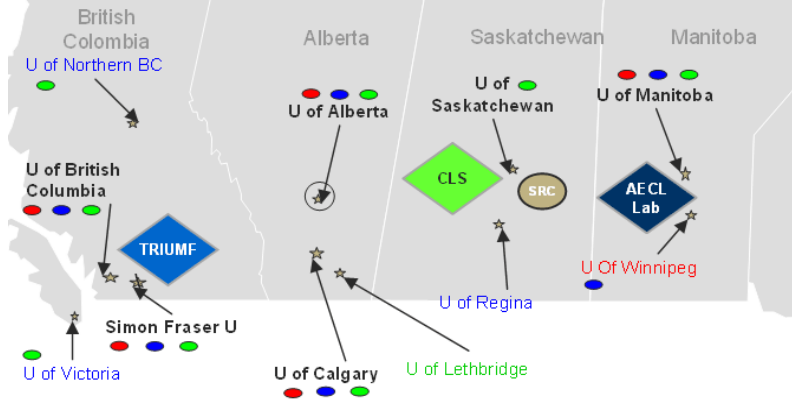 British
Colombia
Alberta
Saskatchewan
Manitoba
U of Northern BC
U of Alberta
U of
Saskatchewan
U of Manitoba
U of British
Columbia
CLS
SRC
AECL
Lab
TRIUMF
U of Regina
U Of Winnipeg
Simon Fraser U
U of Victoria
U of Calgary
U of Lethbridge